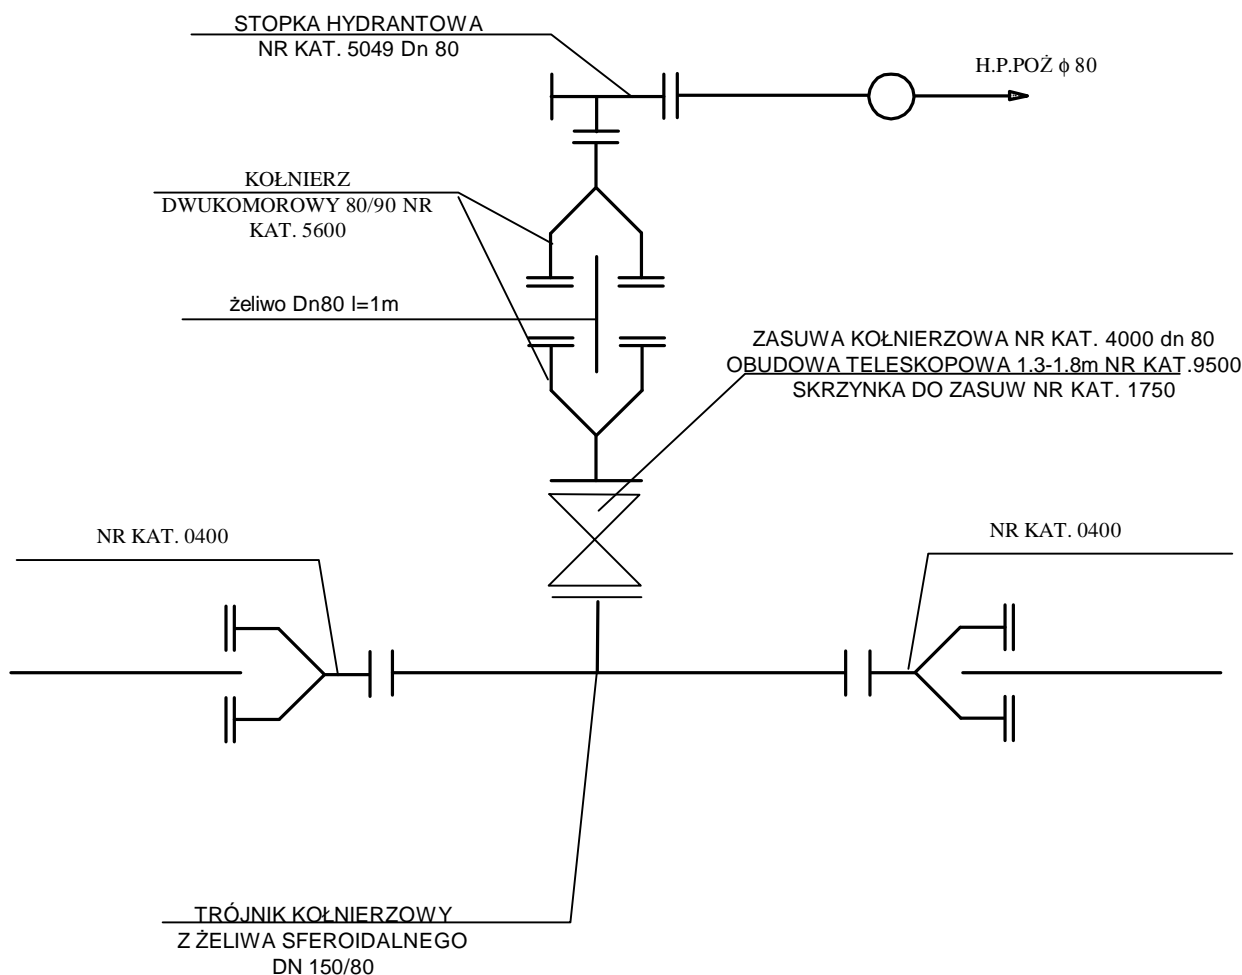 STOPKA HYDRANTOWA
NR KAT. 5049 Dn 80
H.P.POŻ ϕ 80
KOŁNIERZ
DWUKOMOROWY 80/90 NR
KAT. 5600
żeliwo Dn80 l=1m
ZASUWA KOŁNIERZOWA NR KAT. 4000 dn 80
OBUDOWA TELESKOPOWA 1.3-1.8m NR KAT.9500
SKRZYNKA DO ZASUW NR KAT. 1750
NR KAT. 0400
NR KAT. 0400
TRÓJNIK KOŁNIERZOWY
Z ŻELIWA SFEROIDALNEGO
DN 150/80